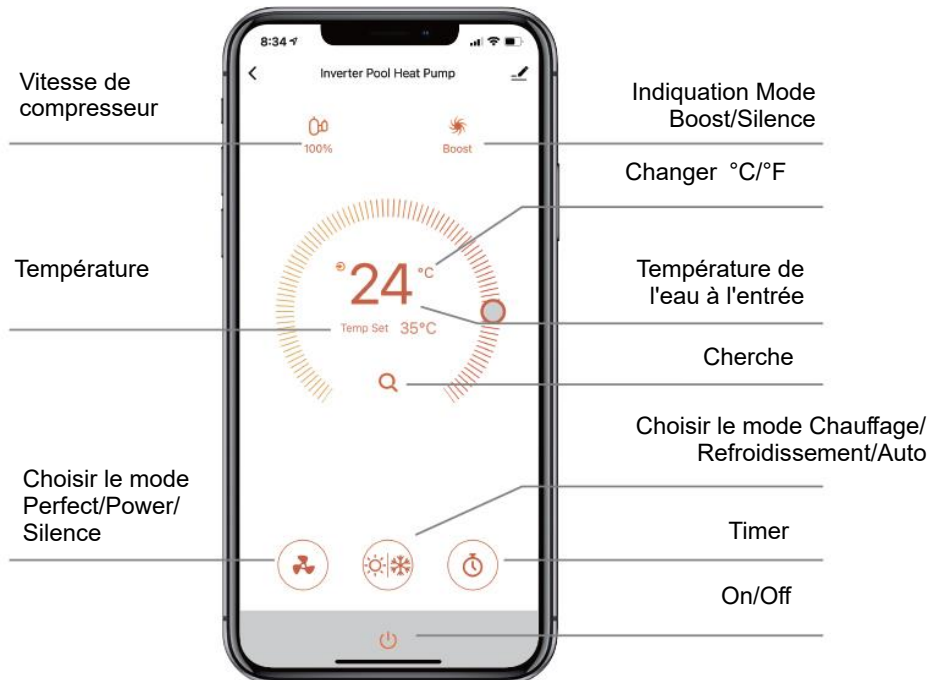 8:34
Inverter Pool Heat Pump
Vitesse de
compresseur
100%
Boost
Indiquation Mode
Boost/Silence
Changer °C/°F
Température
24 °C
Temp Set 35°C
Température de
l'eau à l'entrée
Cherche
Choisir le mode Chauffage/
Refroidissement/Auto
Choisir le mode
Perfect/Power/
Silence
Timer
On/Off